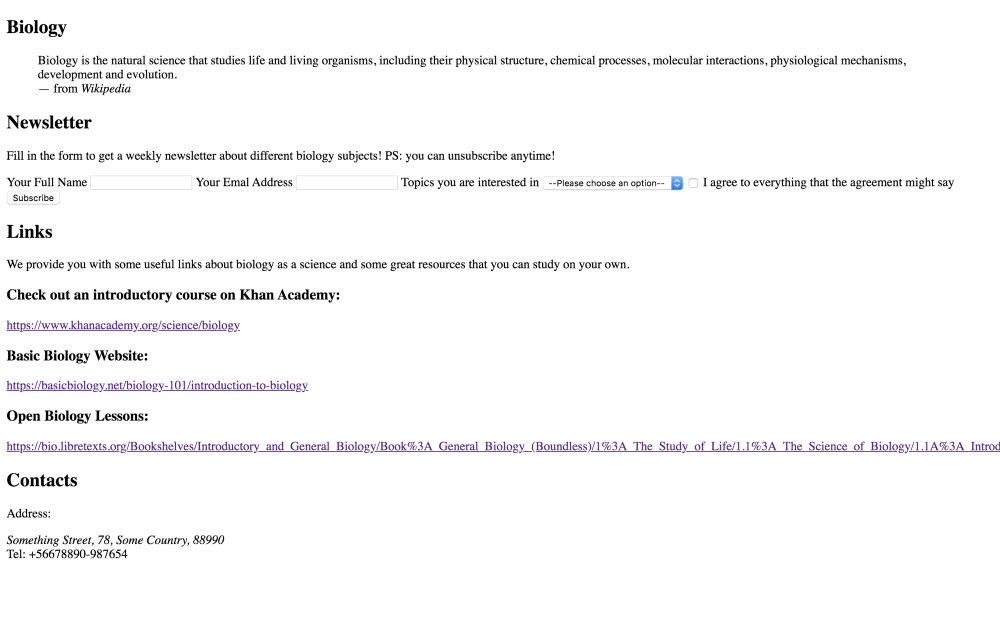 Biology
Biology is the natural science that studies life and living organisms, including their physical structure, chemical processes, molecular interactions, physiological mechanisms,
development and evolution.
— from Wikipedia
Newsletter
Fill in the form to get a weekly newsletter about different biology subjects! PS: you can unsubscribe anytime!
Your Full Name Your Emal Address Topics you are interested in --Please choose an option-- I agree to everything that the agreement might say
Subscribe
Links
We provide you with some useful links about biology as a science and some great resources that you can study on your own.
Check out an introductory course on Khan Academy:
https://www.khanacademy.org/science/biology
Basic Biology Website:
https://basicbiology.net/biology-101/introduction-to-biology
Open Biology Lessons:
https://bio.libretexts.org/Bookshelves/Introductory_and_General_Biology/Book%3A_General_Biology_(Boundless)/1%3A_The_Study_of_Life/1.1%3A_The_Science_of_Biology/1.1A%3A_Introd
Contacts
Address:
Something Street, 78, Some Country, 88990
Tel: +56678890-987654